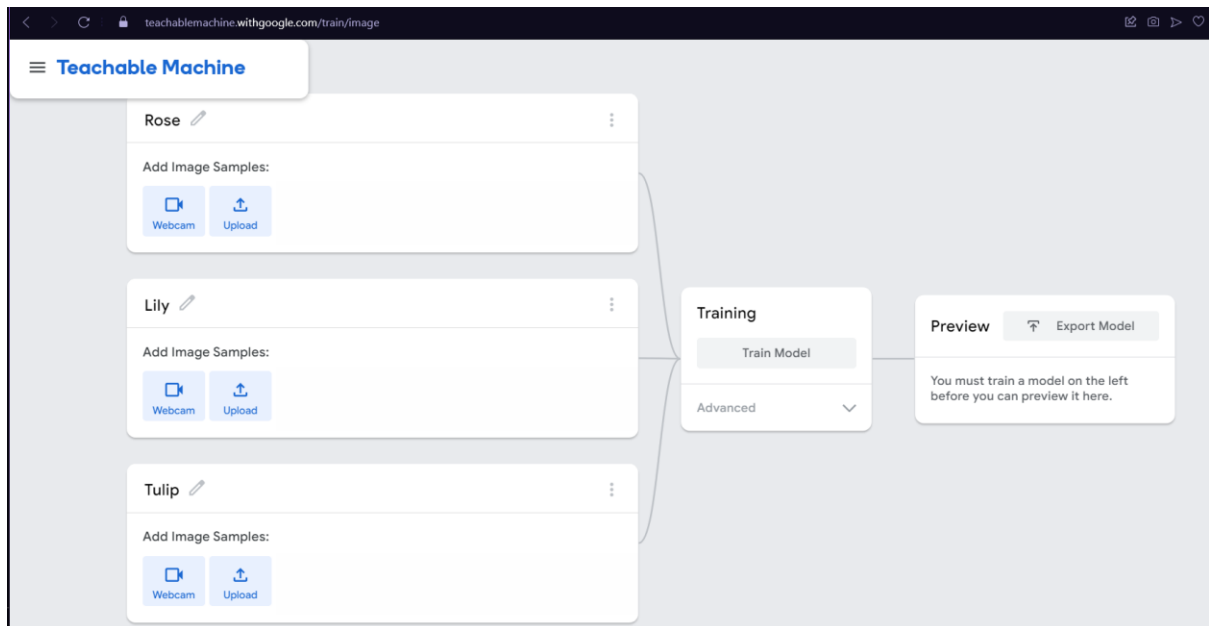 teachablemachine.withgoogle.com/train/image
Teachable Machine
Rose
Add Image Samples:
Webcam
Upload
Lily
Add Image Samples:
Webcam
Upload
Tulip
Add Image Samples:
Webcam
Upload
Training
Train Model
Advanced
Preview
Export Model
You must train a model on the left
before you can preview it here.